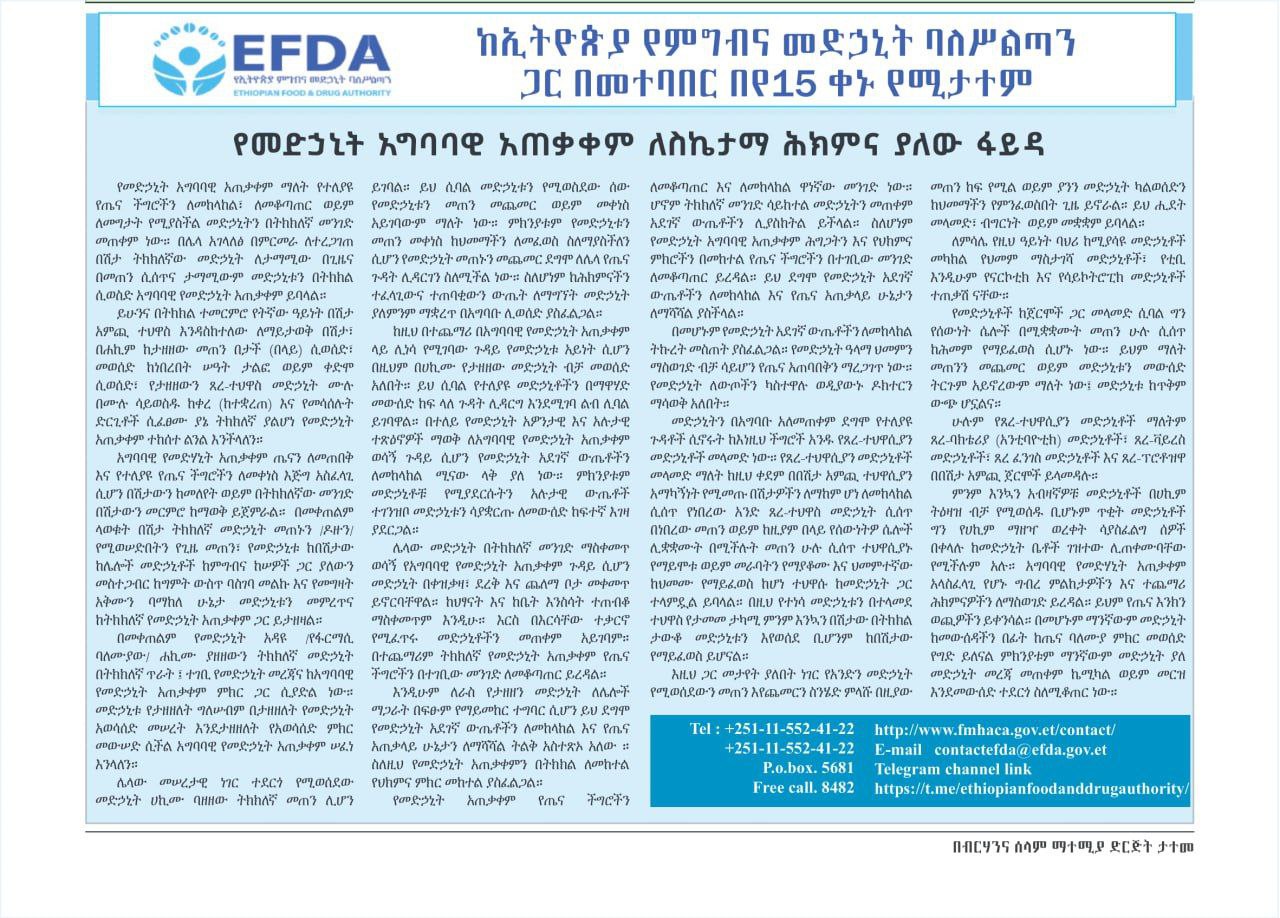 EFDA
የኢትዮጵያ ምግብና መድኃኒት ባለሥልጣን
ETHIOPIAN FOOD & DRUG AUTHORITY
ከኢትዮጵያ የምግብና መድኃኒት ባለሥልጣን
ጋር በመተባበር በየ15 ቀኑ የሚታተም
የመድኃኒት አግባባዊ አጠቃቀም ለስኬታማ ሕክምና ያለው ፋይዳ
የመድኃኒት አግባባዊ አጠቃቀም ማለት የተለያዩ
የጤና ችግሮችን ለመከላከል፣ ለመቆጣጠር ወይም
ለመግታት የሚያስችል መድኃኒትን በትክክለኛ መንገድ
መጠቀም ነው። በሌላ አገላለፅ በምርመራ ለተረጋገጠ
በሽታ ትክክለኛው መድኃኒት ለታማሚው በጊዜና
በመጠን ሲሰጥና ታማሚውም መድኃኒቱን በትክክል
ሲወስድ አግባባዊ የመድኃኒት አጠቃቀም ይባላል።
ይሁንና በትክክል ተመርምሮ የትኛው ዓይነት በሽታ
አምጪ ተህዋስ እንዳስከተለው ለማይታወቅ በሽታ፣
በሐኪም ከታዘዘው መጠን በታች (በላይ) ሲወሰድ፣
መወሰድ ከነበረበት ሠዓት ታልፎ ወይም ቀድሞ
ሲወሰድ፣ የታዘዘውን ጸረ-ተህዋስ መድኃኒት ሙሉ
በሙሉ ሳይወስዱ ከቀረ (ከተቋረጠ) እና የመሳሰሉት
ድርጊቶች ሲፈፀሙ ያኔ ትክክለኛ ያልሆነ የመድኃኒት
አጠቃቀም ተከሰተ ልንል እንችላለን።
አግባባዊ የመድሃኒት አጠቃቀም ጤናን ለመጠበቅ
እና የተለያዩ የጤና ችግሮችን ለመቀነስ እጅግ አስፈላጊ
ሲሆን በሽታውን ከመለየት ወይም በትክክለኛው መንገድ
በሽታውን መርምሮ ከማወቅ ይጀምራል። በመቀጠልም
ላወቁት በሽታ ትክክለኛ መድኃኒት መጠኑን /ዶዙን/
የሚወሠድበትን የጊዜ መጠን፣ የመድኃኒቱ ከበሽታው
ከሌሎች መድኃኒቶች ከምግብና ከሆዎች ጋር ያለውን
መስተጋብር ከግምት ውስጥ ባስገባ መልኩ እና የመግዛት
አቅሙን ባማከለ ሁኔታ መድኃኒቱን መምረጥና
ከትክክለኛ የመድኃኒት አጠቃቀም ጋር ይታዘዛል።
በመቀጠልም የመድኃኒት አዳዩ /የፋርማሲ
ባለሙያው/ ሐኪሙ ያዘዘውን ትክክለኛ መድኃኒት
በትክክለኛ ጥራት ፤ ተገቢ የመድኃኒት መረጃና ከአግባባዊ
የመድኃኒት አጠቃቀም ምክር ጋር ሲያድል ነው።
መድኃኒቱ የታዘዘለት ግለሠብም በታዘዘለት የመድኃኒት
አወሳሰድ መሠረት እንደታዘዘለት የአወሳሰድ ምክር
መውሠድ ሲችል አግባባዊ የመድኃኒት አጠቃቀም ሠፈነ
እንላለን።
ሌላው መሠረታዊ ነገር ተደርጎ የሚወሰደው
መድኃኒት ሀኪሙ ባዘዘው ትክክለኛ መጠን ሊሆን
ይገባል። ይህ ሲባል መድኃኒቱን የሚወስደው ሰው
የመድኃኒቱን መጠን መጨመር ወይም መቀነስ
አይገባውም ማለት ነው። ምክንያቱም የመድኃኒቱን
መጠን መቀነስ ከህመማችን ለመፈወስ ስለማያስችለን
ሲሆን የመድኃኒት መጠኑን መጨመር ደግሞ ለሌላ የጤና
ጉዳት ሊዳርገን ስለሚችል ነው። ስለሆነም ከሕክምናችን
ተፈላጊውና ተጠባቂውን ውጤት ለማግኘት መድኃኒት
ያለምንም ማቋረጥ በአግባቡ ሊወሰድ ያስፈልጋል።
ከዚህ በተጨማሪ በአግባባዊ የመድኃኒት አጠቃቀም
ላይ ሊነሳ የሚገባው ጉዳይ የመድኃኒቱ አይነት ሲሆን
በዚህም በሀኪሙ የታዘዘው መድኃኒት ብቻ መወሰድ
አለበት። ይህ ሲባል የተለያዩ መድኃኒቶችን በማዋሃድ
መውሰድ ከፍ ላለ ጉዳት ሊዳርግ እንደሚገባ ልብ ሊባል
ይገባዋል። በተለይ የመድኃኒት አዎንታዊ እና አሉታዊ
ተጽዕኖዎች ማወቅ ለአግባባዊ የመድኃኒት አጠቃቀም
ወሳኝ ጉዳይ ሲሆን የመድኃኒት አደገኛ ውጤቶችን
ለመከላከል ሚናው ላቅ ያለ ነው። ምክንያቱም
መድኃኒቶቹ የሚያደርሱትን አሉታዊ ውጤቶች
ተገንዝቦ መድኃኒቱን ሳያቋርጡ ለመውሰድ ከፍተኛ እገዛ
ያደርጋል።
ሌላው መድኃኒት በትክክለኛ መንገድ ማስቀመጥ
ወሳኝ የአግባባዊ የመድኃኒት አጠቃቀም ጉዳይ ሲሆን
መድኃኒት በቀዝቃዛ፣ ደረቅ እና ጨለማ ቦታ መቀመጥ
ይኖርባቸዋል። ከህፃናት እና ከቤት እንስሳት ተጠብቆ
ማስቀመጥም እንዲሁ። እርስ በእርሳቸው ተቃርኖ
የሚፈጥሩ መድኃኒቶችን መጠቀም አይገባም።
በተጨማሪም ትክክለኛ የመድኃኒት አጠቃቀም የጤና
ችግሮችን በተገቢው መንገድ ለመቆጣጠር ይረዳል።
እንዲሁም ለራስ የታዘዘን መድኃኒት ለሌሎች
ማጋራት በፍፁም የማይመከር ተግባር ሲሆን ይህ ደግሞ
የመድኃኒት አደገኛ ውጤቶችን ለመከላከል እና የጤና
አጠቃላይ ሁኔታን ለማሻሻል ትልቅ አስተጽኦ አለው ።
ስለዚህ የመድኃኒት አጠቃቀምን በትክክል ለመከተል
የህክምና ምክር መከተል ያስፈልጋል።
የመድኃኒት አጠቃቀም የጤና ችግሮችን
ለመቆጣጠር እና ለመከላከል ዋነኛው መንገድ ነው።
ሆኖም ትክክለኛ መንገድ ሳይከተል መድኃኒትን መጠቀም
አደገኛ ውጤቶችን ሊያስከትል ይችላል። ስለሆነም
የመድኃኒት አግባባዊ አጠቃቀም ሕጋትን እና የህክምና
ምክሮችን በመከተል የጤና ችግሮችን በተገቢው መንገድ
ለመቆጣጠር ይረዳል። ይህ ደግሞ የመድኃኒት አደገኛ
ውጤቶችን ለመከላከል እና የጤና አጠቃላይ ሁኔታን
ለማሻሻል ያስችላል።
በመሆኑም የመድኃኒት አደገኛ ውጤቶችን ለመከላከል
ትኩረት መስጠት ያስፈልጋል። የመድኃኒት ዓላማ ህመምን
ማስወገድ ብቻ ሳይሆን የጤና አጠባበቅን ማረጋገጥ ነው።
የመድኃኒት ለውጦችን ካስተዋሉ ወዲያውኑ ዶክተርን
ማሳወቅ አለበት።
መድኃኒትን በአግባቡ አለመጠቀም ደግሞ የተለያዩ
ጉዳቶች ሲኖሩት ከእነዚህ ችግሮች አንዱ የጸረ-ተህዋሲያን
መድኃኒቶች መላመድ ነው። የጸረ-ተህዋሲያን መድኃኒቶች
መላመድ ማለት ከዚህ ቀደም በበሽታ አምጪ ተህዋሲያን
አማካኝነት የሚመጡ በሽታዎችን ለማከም ሆነ ለመከላከል
ሲሰጥ የነበረው አንድ ጸረ-ተህዋስ መድኃኒት ሲሰጥ
በነበረው መጠን ወይም ከዚያም በላይ የሰውነትዎ ሴሎች
ሊቋቋሙት በሚችሉት መጠን ሁሉ ሲሰጥ ተህዋሲያኑ
የማይሞቱ ወይም መራባትን የማያቆሙ እና ህመምተኛው
ከህመሙ የማይፈወስ ከሆነ ተህዋሱ ከመድኃኒት ጋር
ተላምዷል ይባላል። በዚህ የተነሳ መድኃኒቱን በተላመደ
ተህዋስ የታመመ ታካሚ ምንም እንኳን በሽታው በትክክል
ታውቆ መድኃኒቱን እየወሰደ ቢሆንም ከበሽታው
የማይፈወስ ይሆናል።
እዚህ ጋር መታየት ያለበት ነገር የአንድን መድኃኒት
የሚወሰደውን መጠን እየጨመርን ስንሄድ ምላሹ በዚያው
መጠን ከፍ የሚል ወይም ያንን መድኃኒት ካልወሰድን
ከህመማችን የምንፈወስበት ጊዜ ይኖራል። ይህ ሒደት
መላመድ፣ ብግርነት ወይም መቋቋም ይባላል።
ለምሳሌ የዚህ ዓይነት ባህሪ ከሚያሳዩ መድኃኒቶች
መካከል የህመም ማስታገሻ መድኃኒቶች፣ የቲቢ
እንዲሁም የናርኮቲክ እና የሳይኮትሮፒክ መድኃኒቶች
ተጠቃሽ ናቸው።
የመድኃኒቶች ከጀርሞች ጋር መላመድ ሲባል ግን
የሰውነት ሴሎች በሚቋቋሙት መጠን ሁሉ ሲሰጥ
ከሕመም የማይፈወስ ሲሆኑ ነው። ይህም ማለት
መጠንን መጨመር ወይም መድኃኒቱን መውሰድ
ትርጉም አይኖረውም ማለት ነው፤ መድኃኒቱ ከጥቅም
ውጭ ሆኗልና።
ሁሉም የጸረ-ተህዋሲያን መድኃኒቶች ማለትም
ጸረ-ባክቴሪያ (አንቲባዮቲክ) መድኃኒቶች፣ ጸረ-ቫይረስ
መድኃኒቶች፣ ጸረ ፈንገስ መድኃኒቶች እና ጸረ-ፕሮቶዝዋ
በበሽታ አምጪ ጀርሞች ይላመዳሉ።
ምንም እንኳን አብዛኛዎቹ መድኃኒቶች በሀኪም
ትዕዛዝ ብቻ የሚወሰዱ ቢሆንም ጥቂት መድኃኒቶች
ግን የሀኪም ማዘዣ ወረቀት ሳያስፈልግ ሰዎች
በቀላሉ ከመድኃኒት ቤቶች ገዝተው ሊጠቀሙባቸው
የሚችሉም አሉ። አግባባዊ የመድሃኒት አጠቃቀም
አላስፈላጊ የሆኑ ግብረ ምልከታዎችን እና ተጨማሪ
ሕክምናዎችን ለማስወገድ ይረዳል። ይህም የጤና እንክብ
ወጪዎችን ይቀንሳል። በመሆኑም ማንኛውም መድኃኒት
ከመውሰዳችን በፊት ከጤና ባለሙያ ምክር መወሰድ
የግድ ይለናል ምክንያቱም ማንኛውም መድኃኒት ያለ
መድኃኒት መረጃ መጠቀም ኬሚካል ወይም መርዝ
እንደመውሰድ ተደርጎ ስለሚቆጠር ነው።
Tel : +251-11-552-41-22
+251-11-552-41-22
P.o.box. 5681
Free call. 8482
http://www.fmhaca.gov.et/contact/
E-mail contactefda@efda.gov.et
Telegram channel link
https://t.me/ethiopianfoodanddrugauthority/
በብርሃንና ሰላም ማተሚያ ድርጅት ታተመ